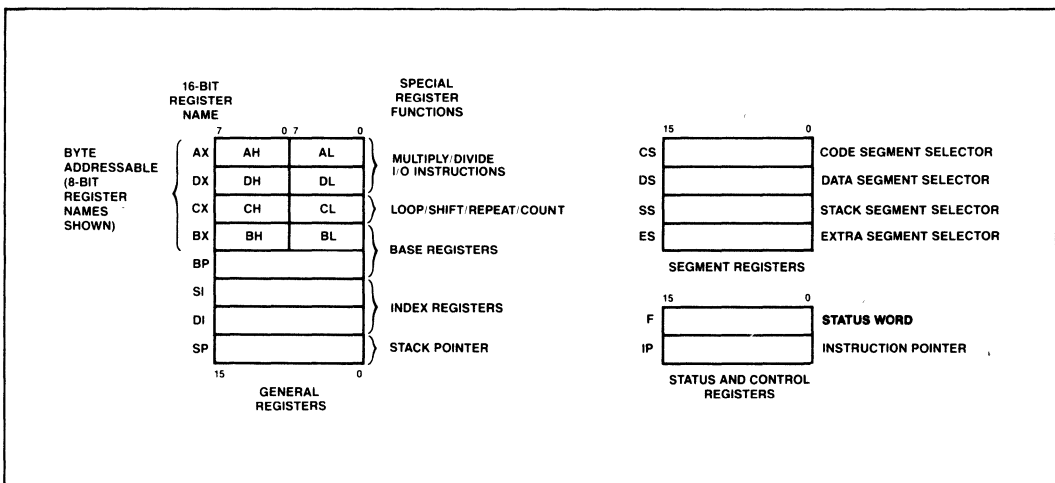 16-BIT
REGISTER
NAME
SPECIAL
REGISTER
FUNCTIONS
7 0 7 0
BYTE
ADDRESSABLE
(8-BIT
REGISTER
NAMES
SHOWN)
AX AH AL
DX DH DL
CX CH CL
BX BH BL
BP
SI
DI
SP
15 0
GENERAL
REGISTERS
MULTIPLY/DIVIDE
I/O INSTRUCTIONS
LOOP/SHIFT/REPEAT/COUNT
BASE REGISTERS
INDEX REGISTERS
STACK POINTER
15 0
CS CODE SEGMENT SELECTOR
DS DATA SEGMENT SELECTOR
SS STACK SEGMENT SELECTOR
ES EXTRA SEGMENT SELECTOR
SEGMENT REGISTERS
15 0
F STATUS WORD
IP INSTRUCTION POINTER
STATUS AND CONTROL
REGISTERS